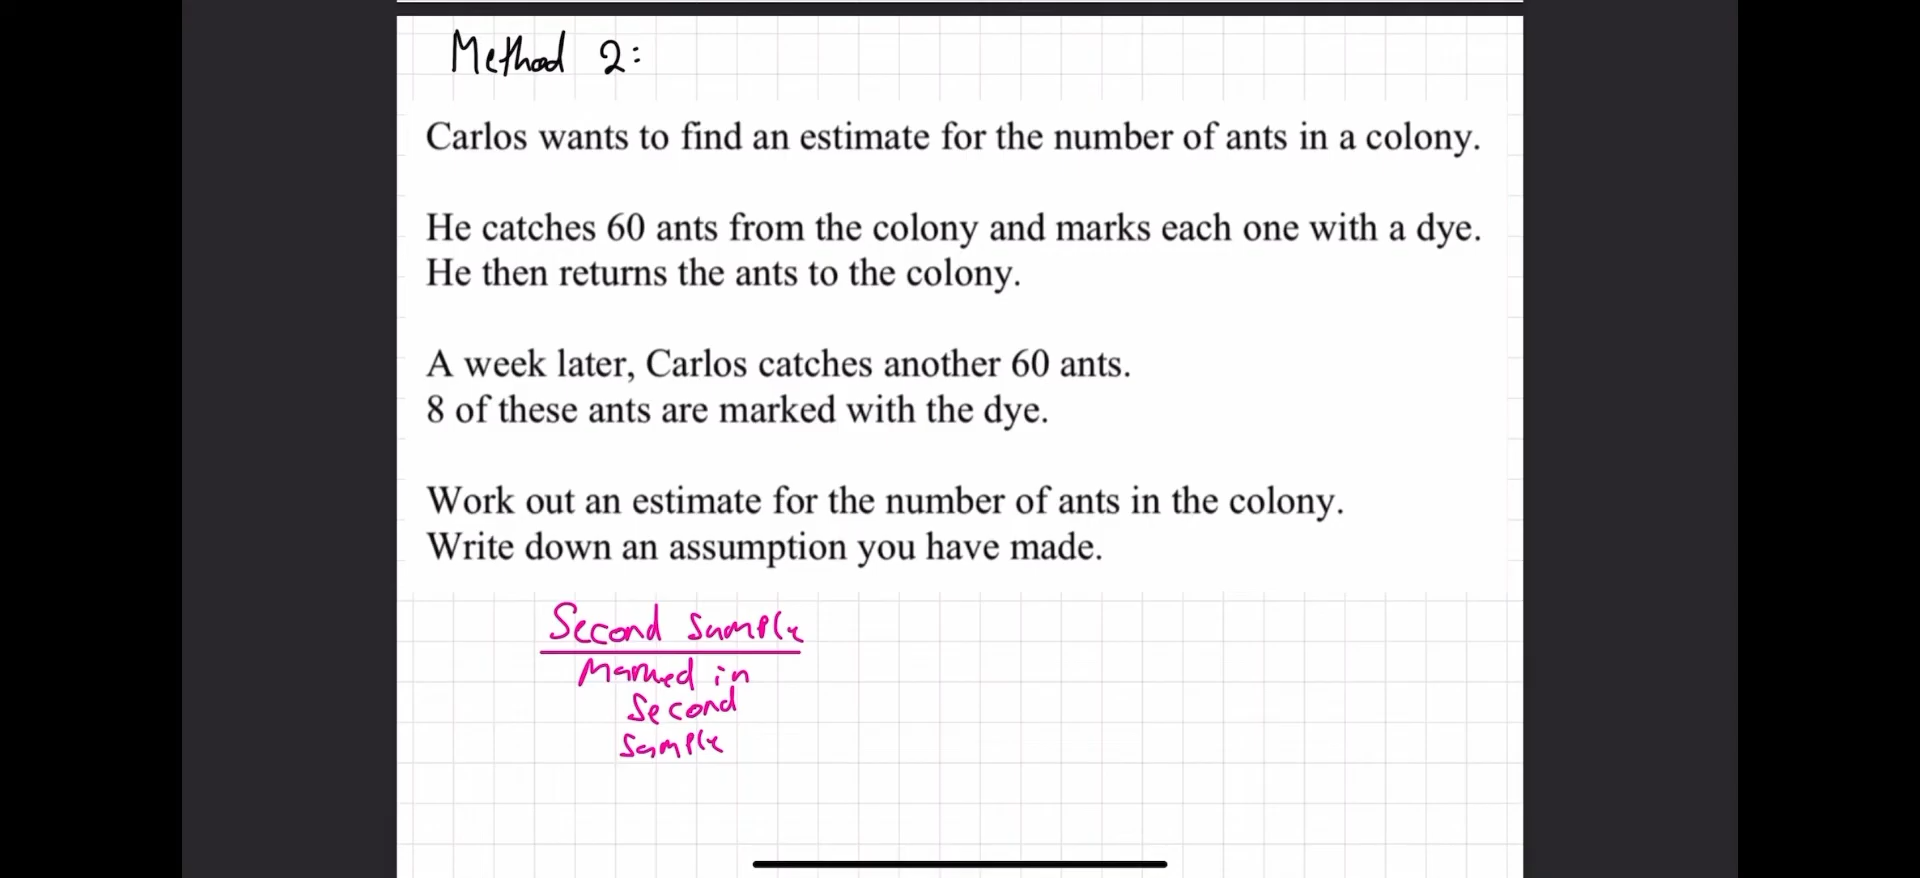 Method 2:
Carlos wants to find an estimate for the number of ants in a colony.
He catches 60 ants from the colony and marks each one with a dye.
He then returns the ants to the colony.
A week later, Carlos catches another 60 ants.
8 of these ants are marked with the dye.
Work out an estimate for the number of ants in the colony.
Write down an assumption you have made.
Second Sample
Marked in
Second
Sample